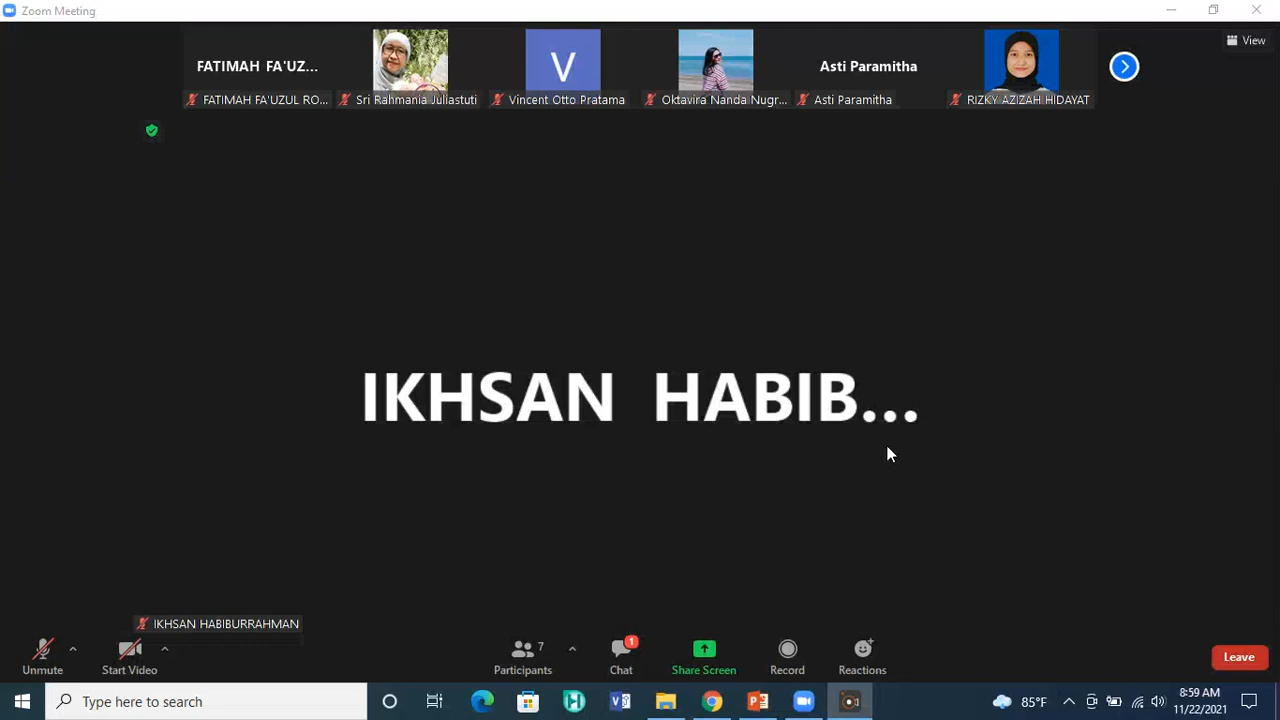 Zoom Meeting
View
FATIMAH FA'UZ...
V
Asti Paramitha
FATIMAH FA'UZUL RO...
Sri Rahmania Juliastuti
Vincent Otto Pratama
Oktavira Nanda Nugr...
Asti Paramitha
RIZKY AZIZAH HIDAYAT
IKHSAN HABIB...
IKHSAN HABIBURRAHMAN
Unmute
Start Video
7
Participants
1
Chat
Share Screen
Record
Reactions
Leave
Type here to search
85°F
8:59 AM
11/22/2021